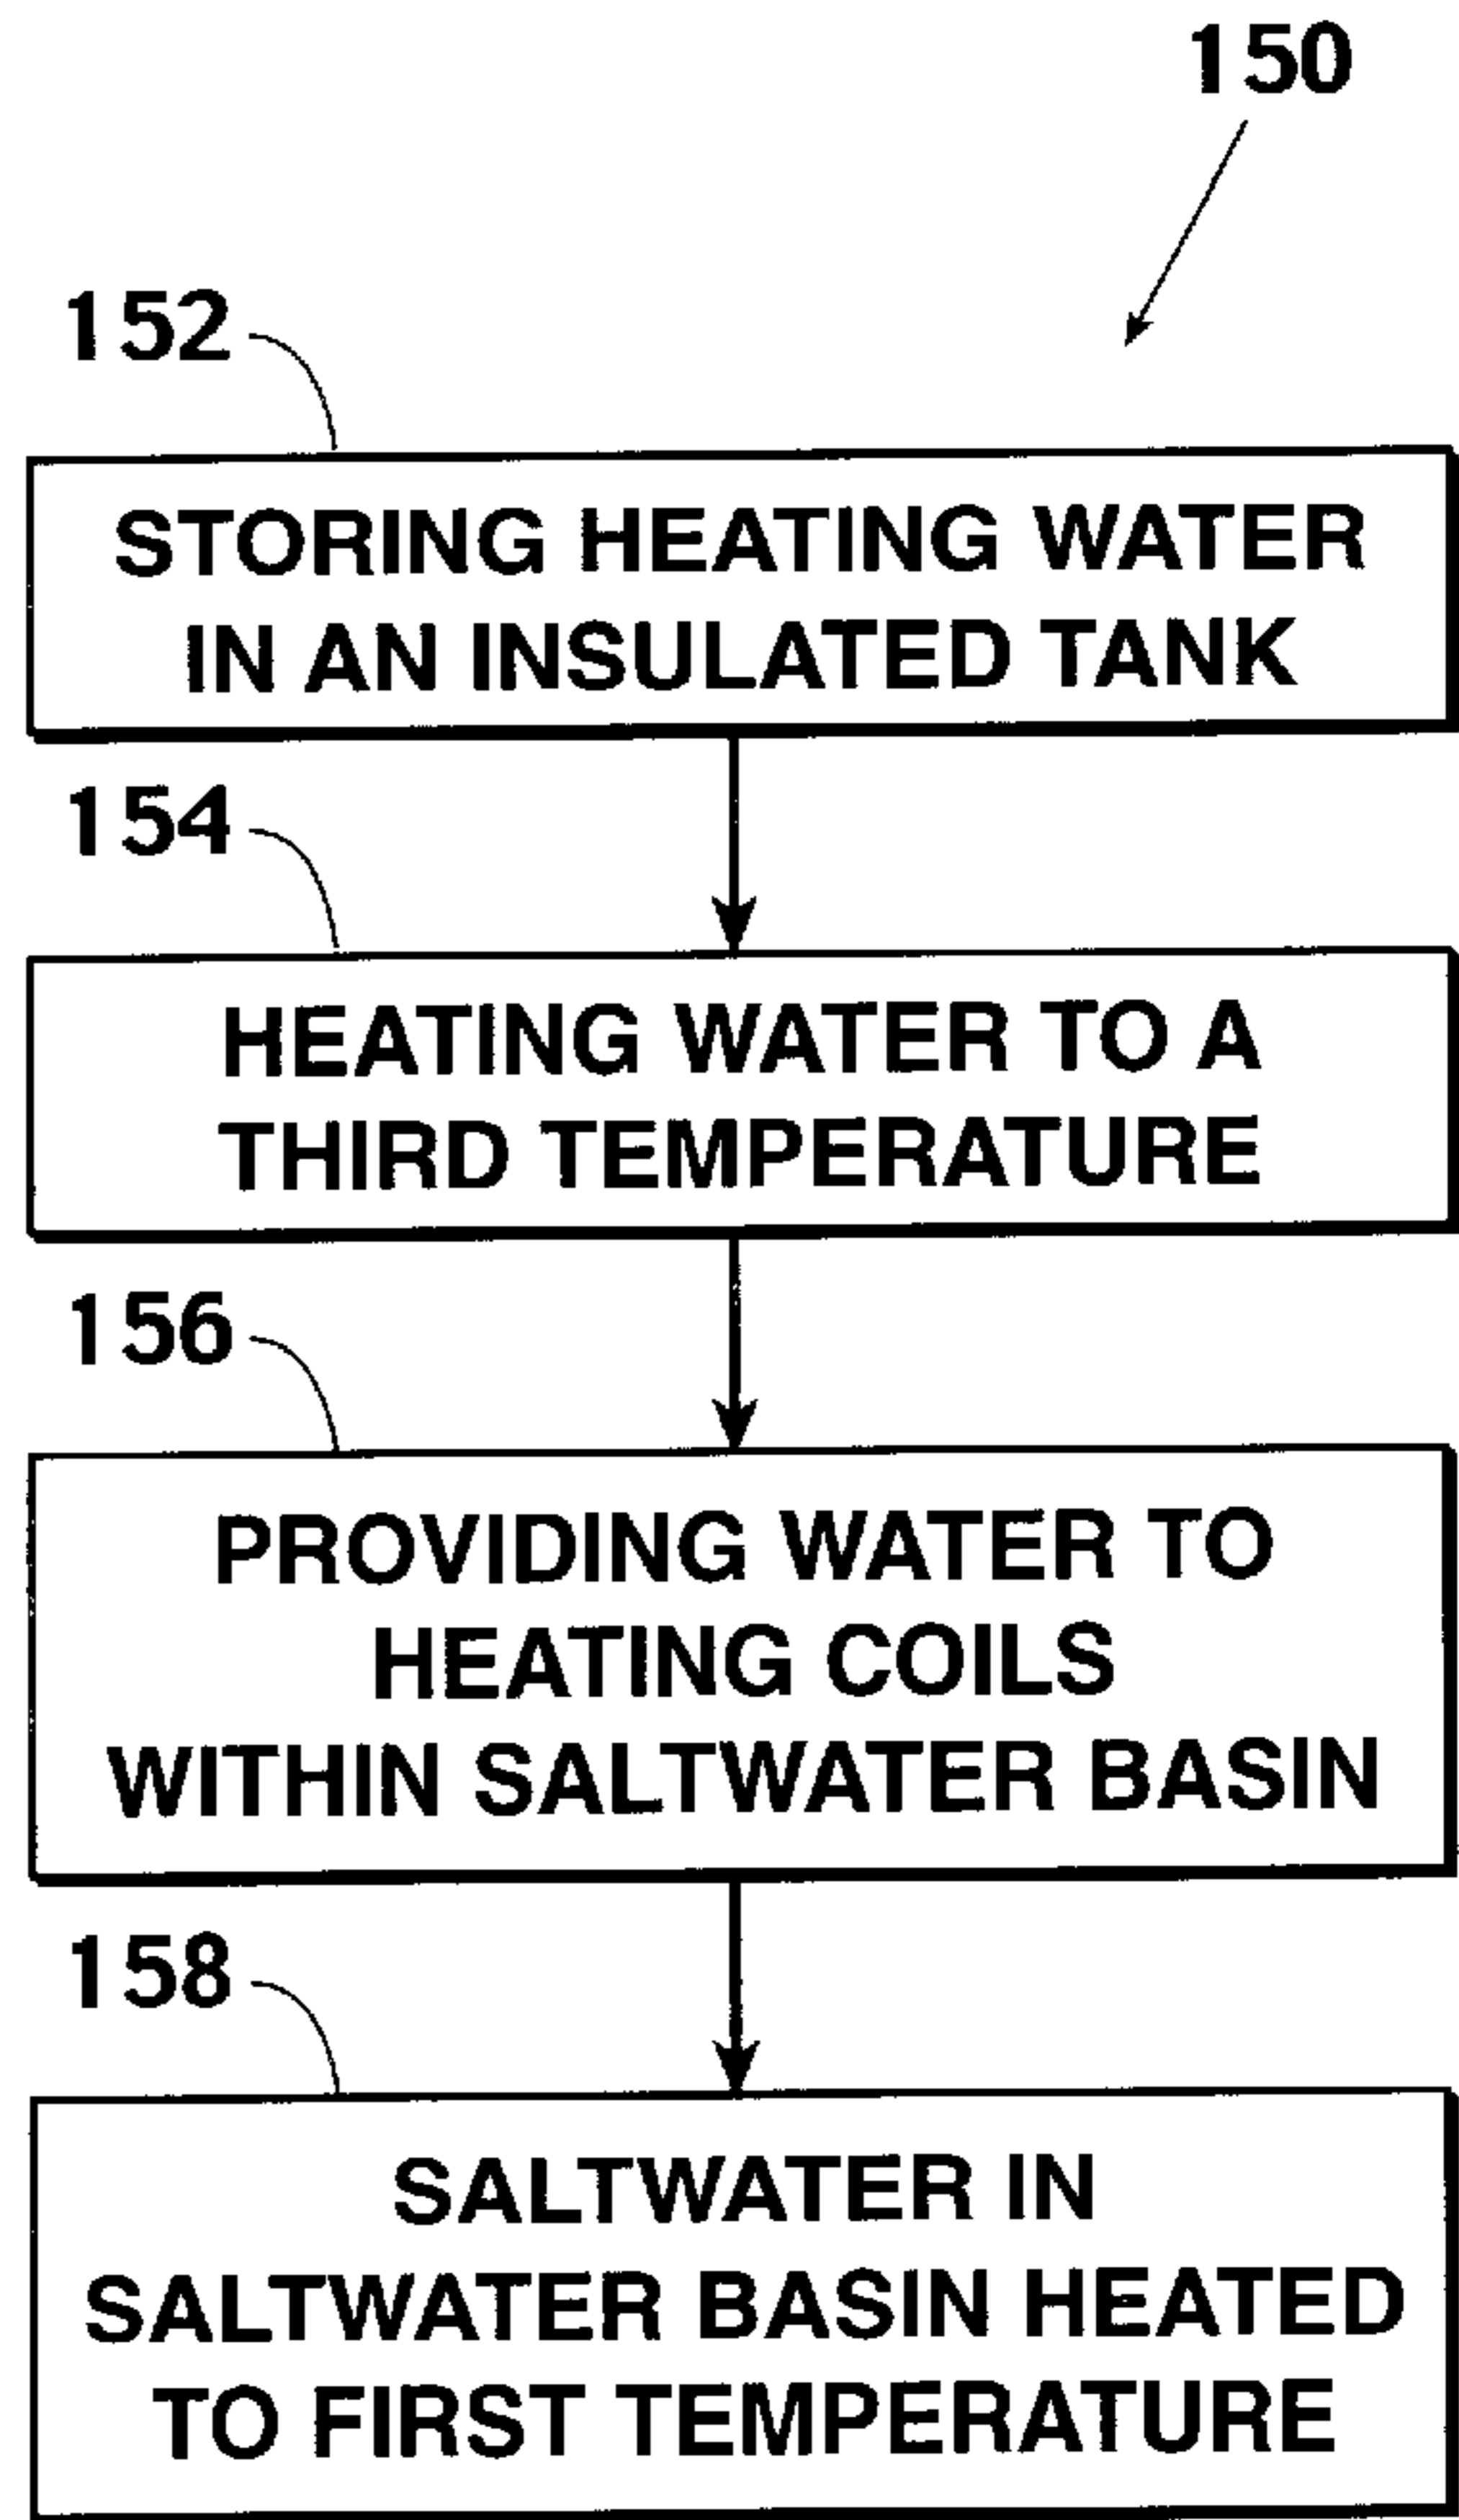 150
152
STORING HEATING WATER
IN AN INSULATED TANK
154
HEATING WATER TO A
THIRD TEMPERATURE
156
PROVIDING WATER TO
HEATING COILS
WITHIN SALTWATER BASIN
158
SALTWATER IN
SALTWATER BASIN HEATED
TO FIRST TEMPERATURE